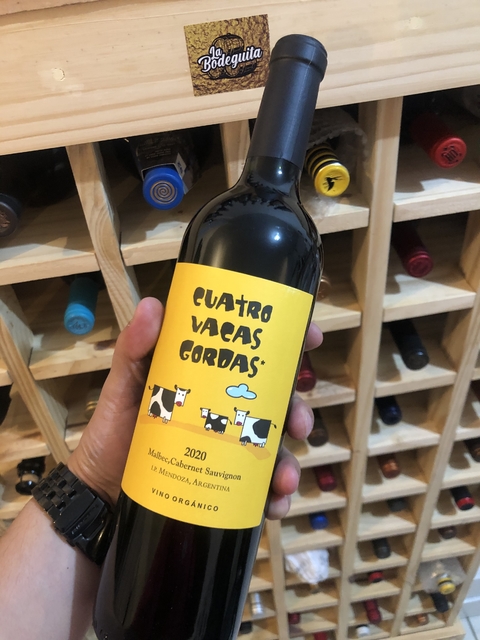 La
Bodeguita
CUATRO
VACAS
GORDAS
2020
Malbec, Cabernet Sauvignon
I.P. MENDOZA, ARGENTINA
VINO ORGÁNICO